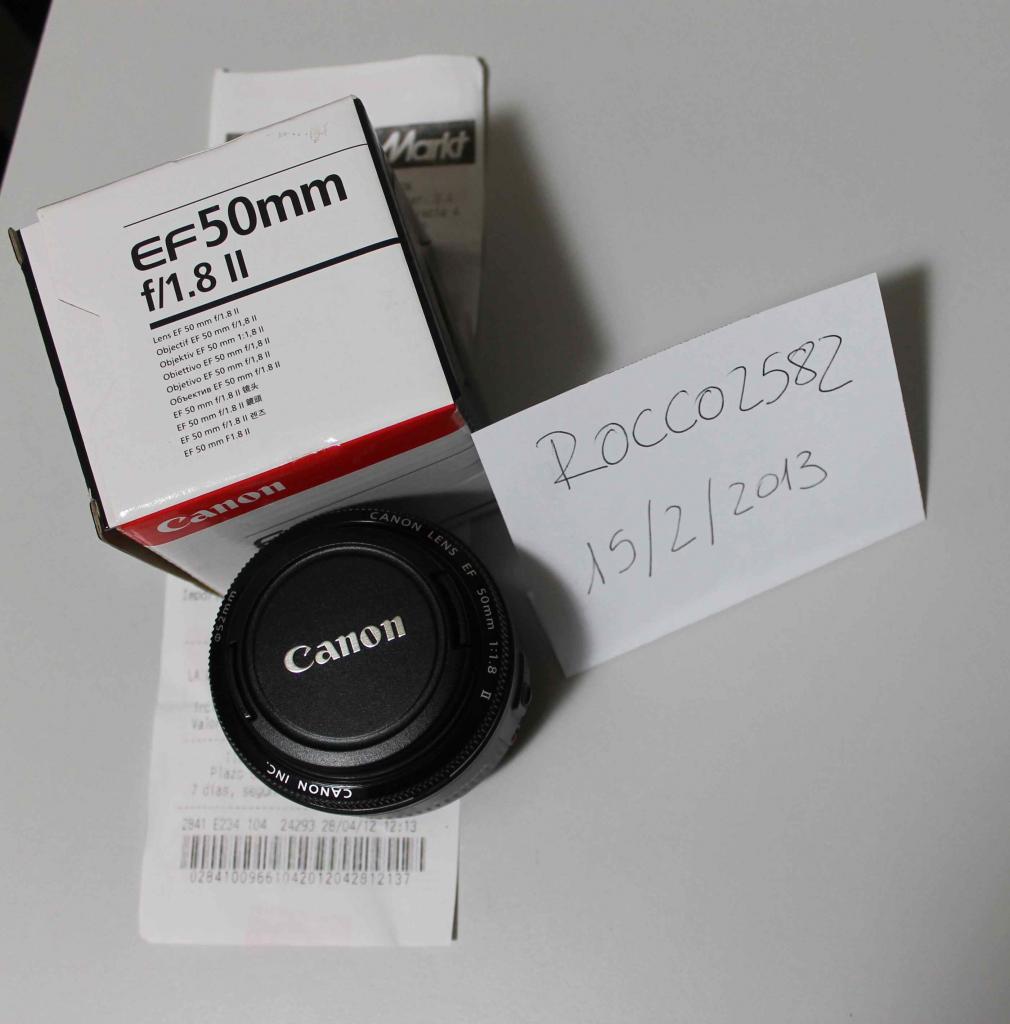 Markt
EF50mm
f/1.8 II
Lens EF 50 mm f/1.8 II
Objectif EF 50 mm f/1,8 II
Objektiv EF 50 mm 1:1,8 II
Obiettivo EF 50 mm f/1,8 II
Objetivo EF 50 mm f/1,8 II
Объектив EF 50 mm f/1.8 II
EF 50 mm f/1.8 II 镜头
EF 50 mm f/1.8 II 鏡頭
EF 50 mm f/1.8 II 렌즈
EF 50 mm F1.8 II
Canon
ROCCO2582
15/2/2013
CANON LENS EF 50mm 1:1.8 II
ø52mm
Canon
CANON INC.
Plazo
7 dias,
2841 E234 104 24293 28/04/12 12:13
0284100966104201204281213​7